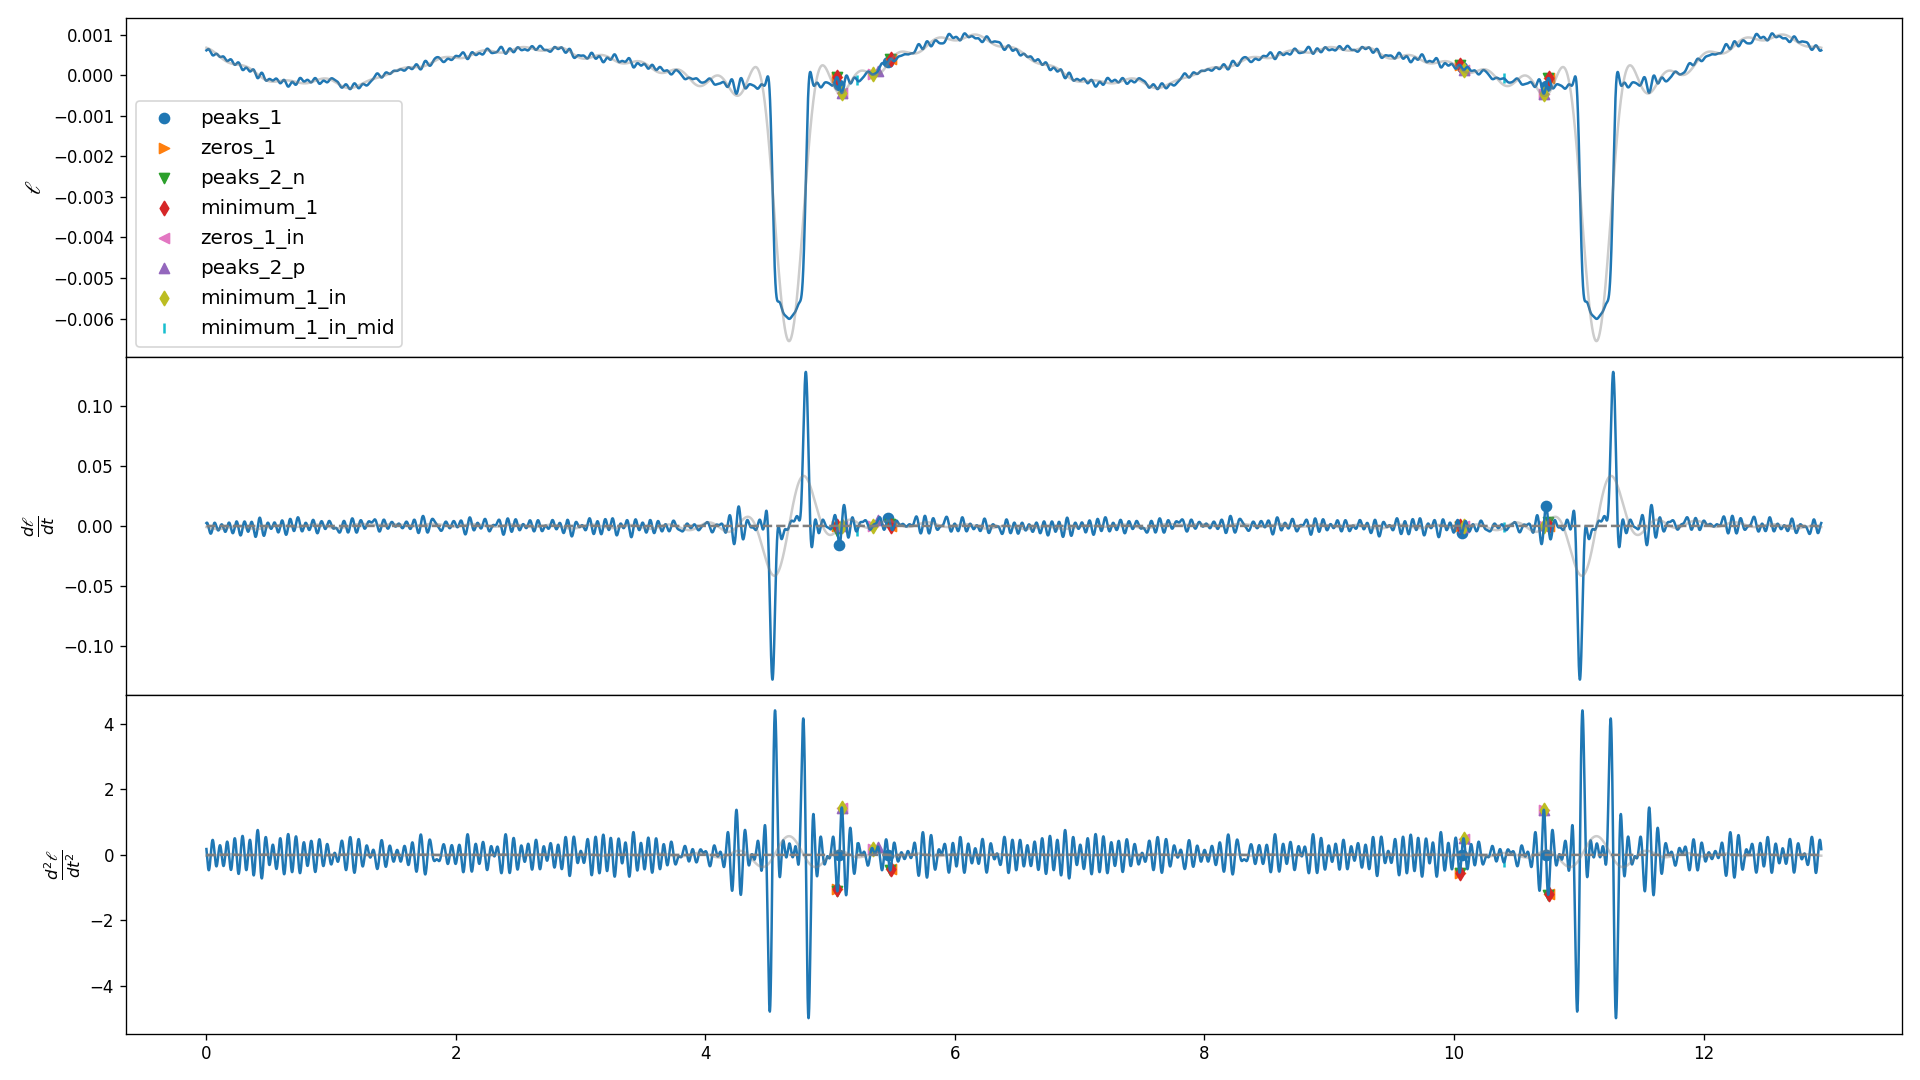 0.001
0.000
−0.001
−0.002
−0.003
−0.004
−0.005
−0.006
ℓ
peaks_1
zeros_1
peaks_2_n
minimum_1
zeros_1_in
peaks_2_p
minimum_1_in
minimum_1_in_mid
0.10
0.05
0.00
−0.05
−0.10
dℓ
dt
4
2
0
−2
−4
d²ℓ
dt²
0 2 4 6 8 10 12